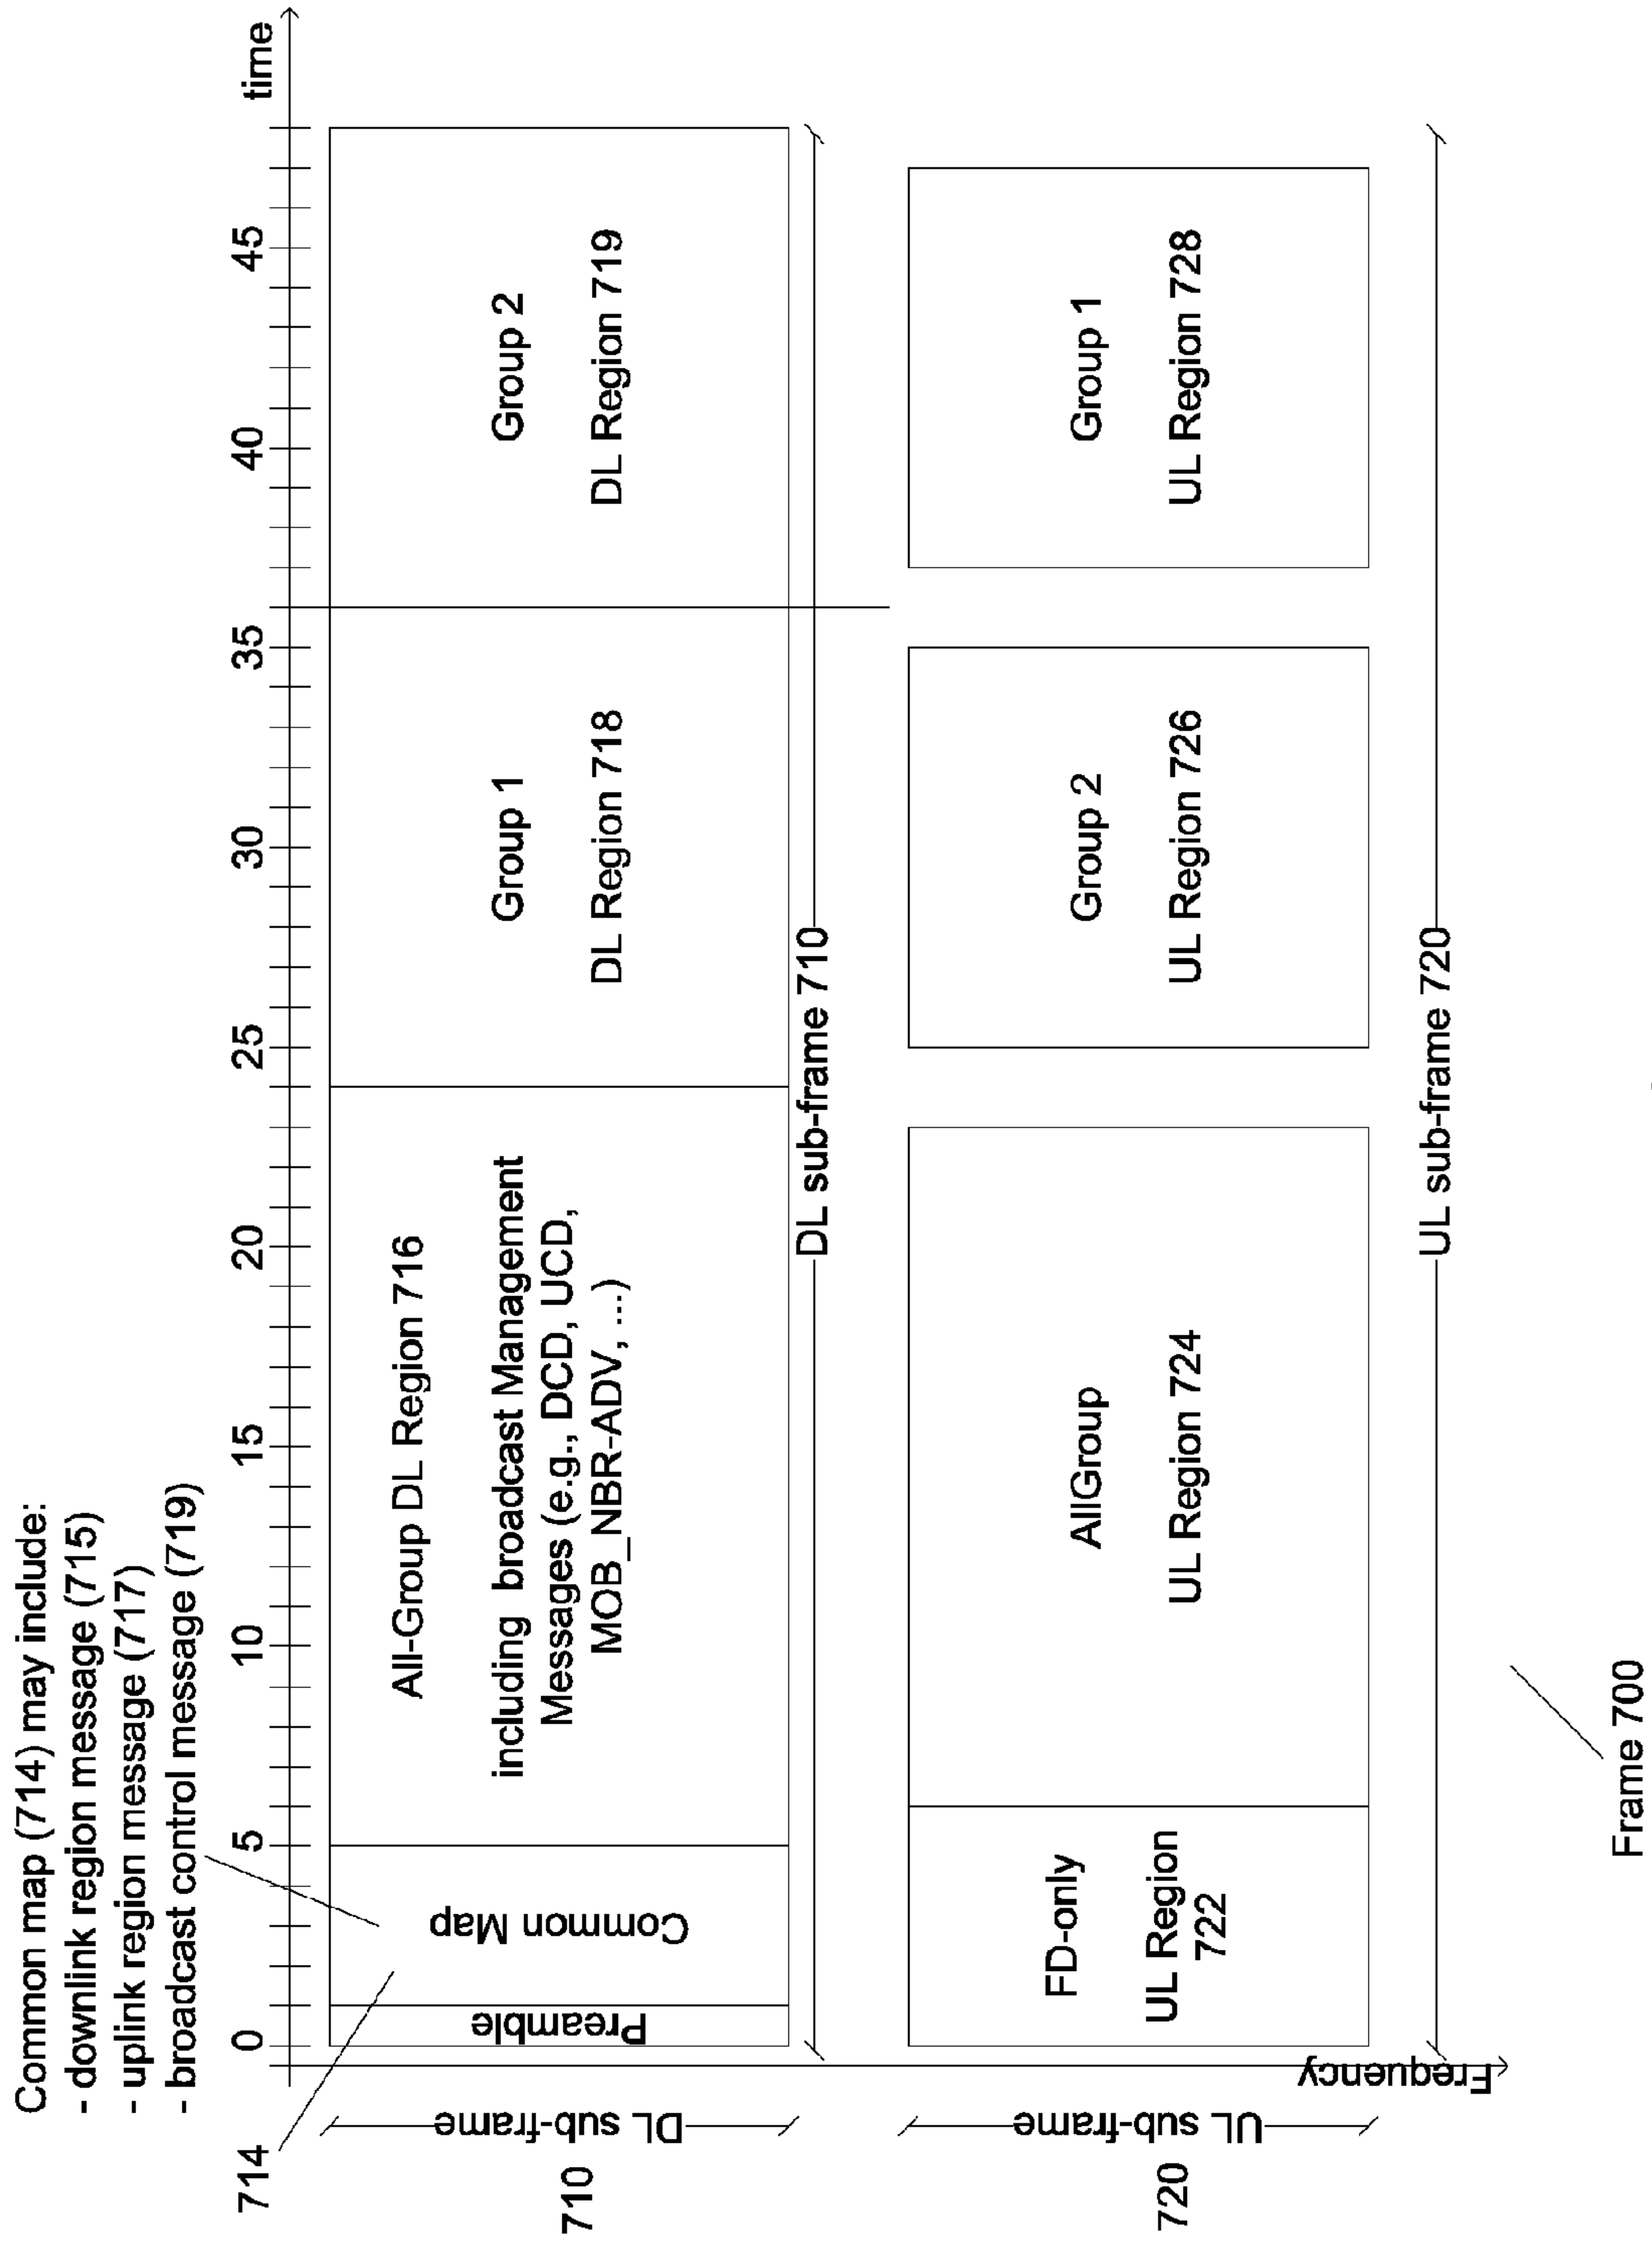 Common map (714) may include:
- downlink region message (715)
- uplink region message (717)
- broadcast control message (719)
714
0
5
10
15
20
25
30
35
40
45
time
710
DL sub-frame
Preamble
Common Map
All-Group DL Region 716
including broadcast Management
Messages (e.g., DCD, UCD,
MOB_NBR-ADV, ...)
Group 1
DL Region 718
Group 2
DL Region 719
DL sub-frame 710
720
UL sub-frame
FD-only
UL Region
722
AllGroup
UL Region 724
Group 2
UL Region 726
Group 1
UL Region 728
UL sub-frame 720
Frequency
Frame 700